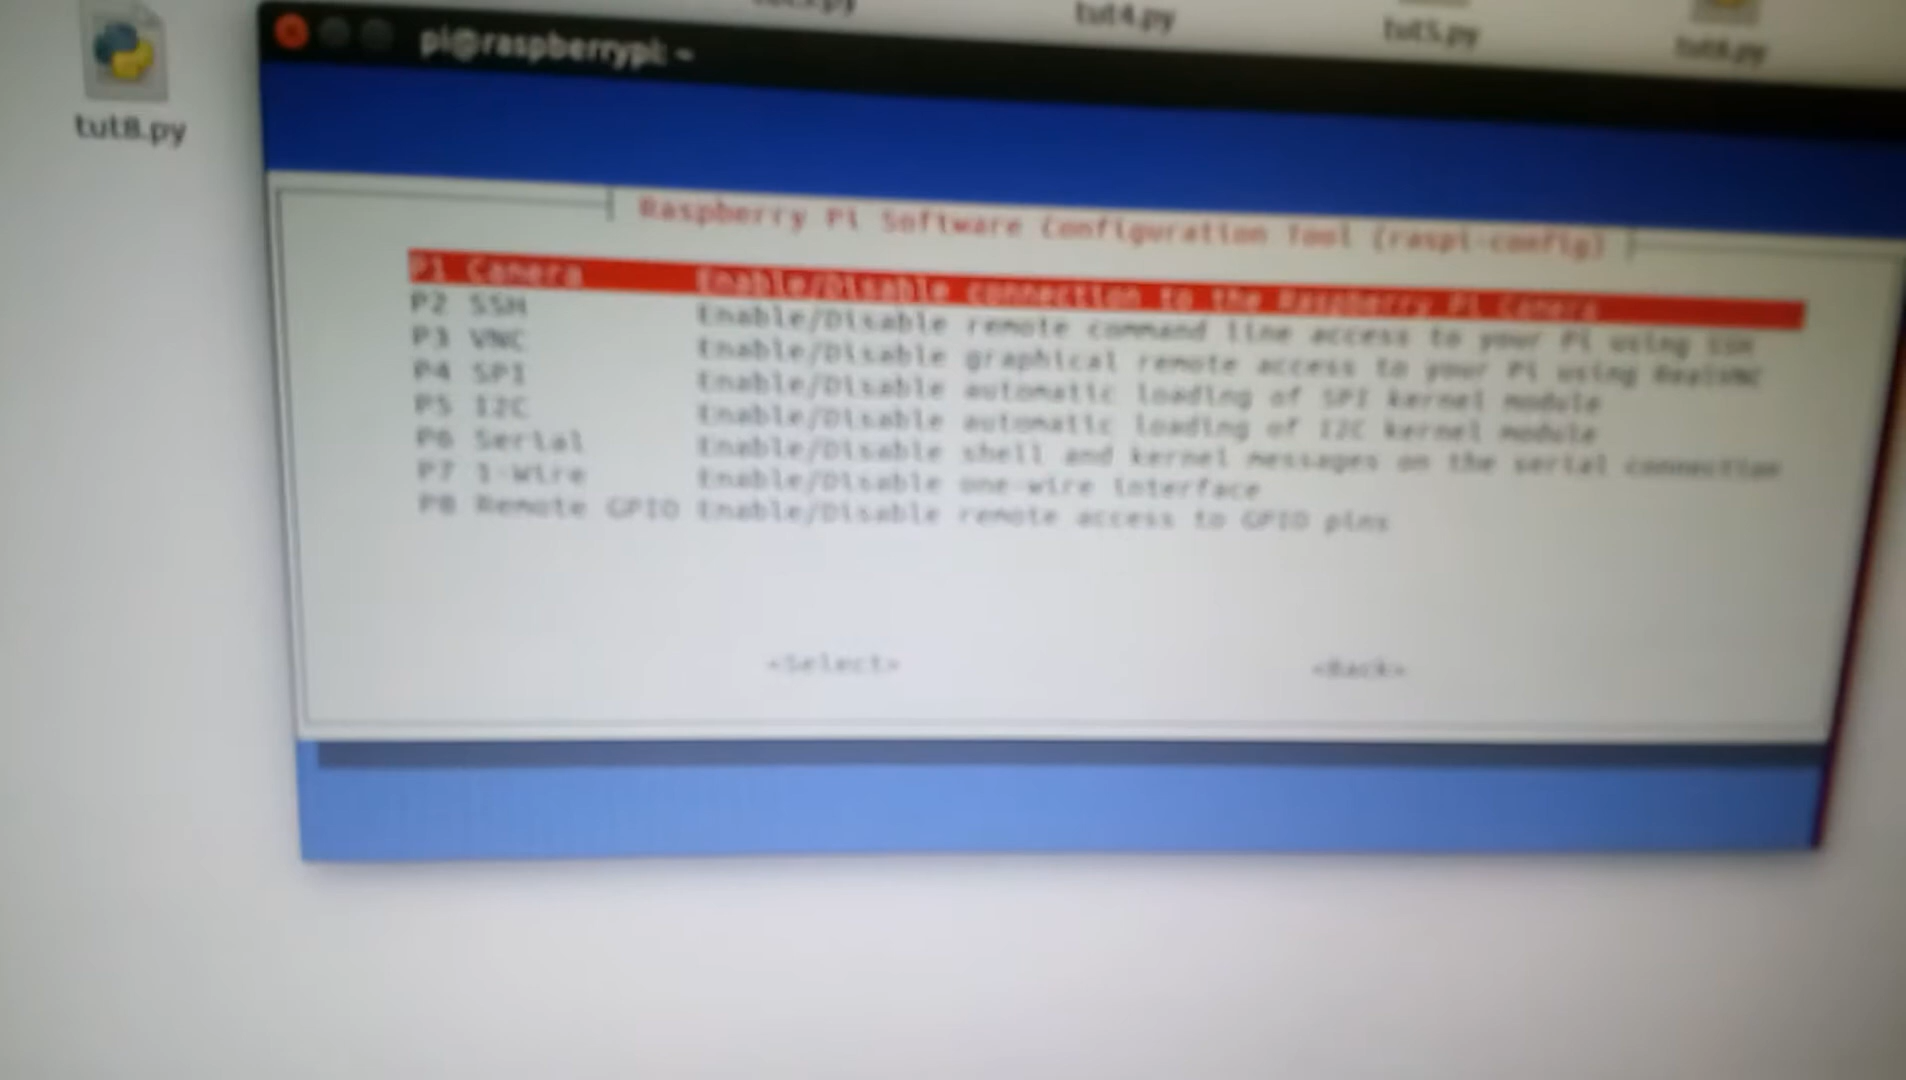 tut4.py
tut5.py
tut8.py
pi@raspberrypi: ~
Raspberry Pi Software Configuration Tool (raspi-config)
P1 Camera Enable/Disable connection to the Raspberry Pi Camera
P2 SSH Enable/Disable remote command line access to your Pi using SSH
P3 VNC Enable/Disable graphical remote access to your Pi using RealVNC
P4 SPI Enable/Disable automatic loading of SPI kernel module
P5 I2C Enable/Disable automatic loading of I2C kernel module
P6 Serial Enable/Disable shell and kernel messages on the serial connection
P7 1-Wire Enable/Disable one-wire interface
P8 Remote GPIO Enable/Disable remote access to GPIO pins
<Select> <Back>